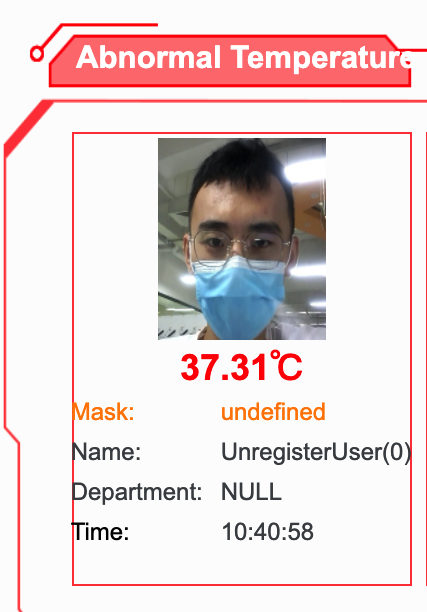 Abnormal Temperature
37.31℃
Mask: undefined
Name: UnregisterUser(0)
Department: NULL
Time: 10:40:58